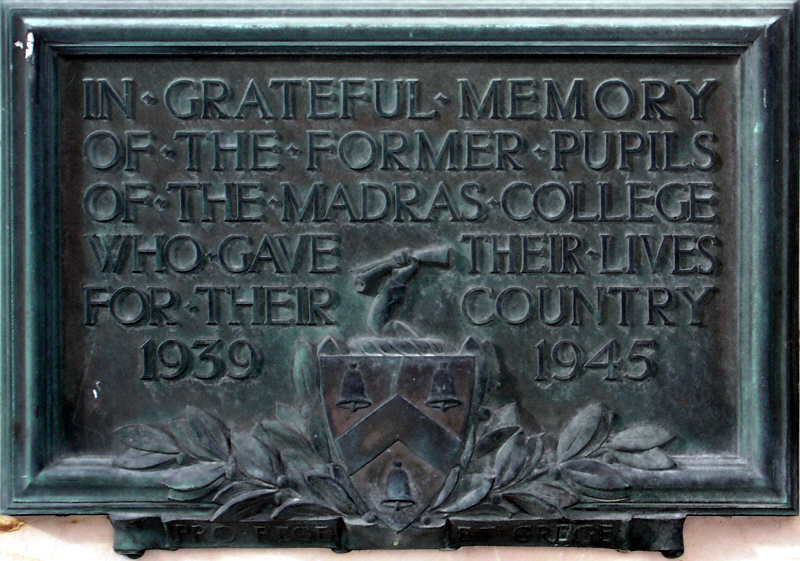 IN·GRATEFUL·MEMORY
OF·THE·FORMER·PUPILS
OF·THE·MADRAS·COLLEGE
WHO·GAVE THEIR·LIVES
FOR·THEIR COUNTRY
1939 1945
PRO REGE ET GREGE